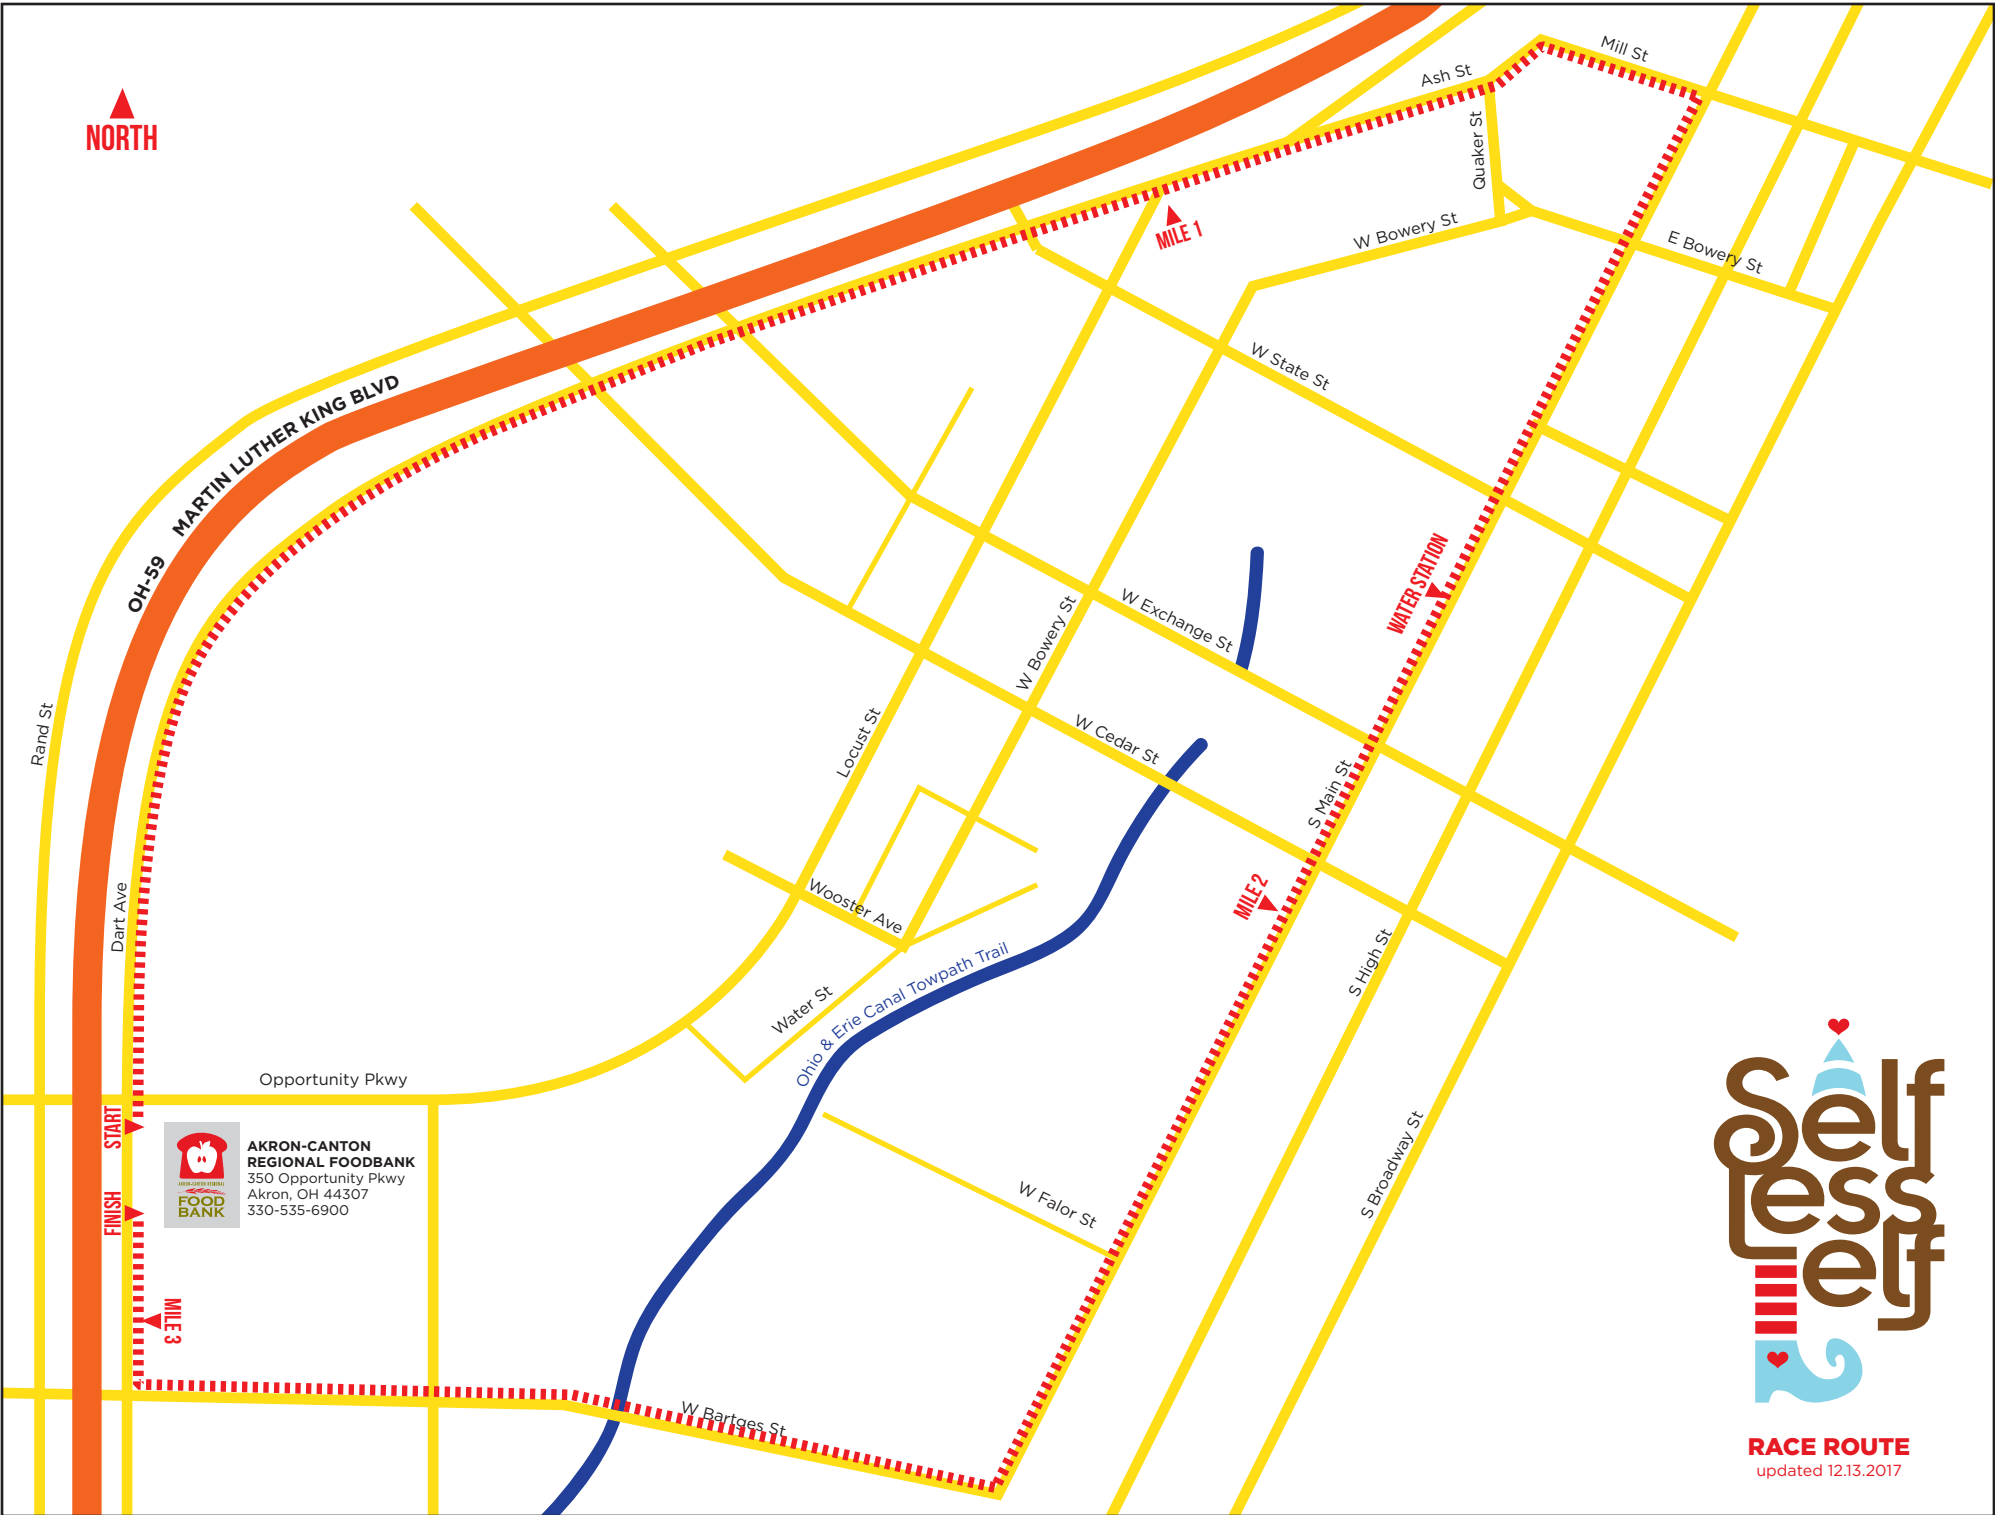 Mill St
Ash St
NORTH
Quaker St
W Bowery St
MILE 1
E Bowery St
W State St
MARTIN LUTHER KING BLVD
OH-59
WATER STATION
W Exchange St
W Bowery St
Rand St
Locust St
W Cedar St
S Main St
Dart Ave
Wooster Ave
MILE 2
S High St
Ohio & Erie Canal Towpath Trail
Water St
Opportunity Pkwy
START
AKRON-CANTON
REGIONAL FOODBANK
350 Opportunity Pkwy
Akron, OH 44307
330-535-6900
AKRON-CANTON REGIONAL
FOOD
BANK
FINISH
W Falor St
S Broadway St
MILE 3
W Bartges St
Self
Less
elf
RACE ROUTE
updated 12.13.2017